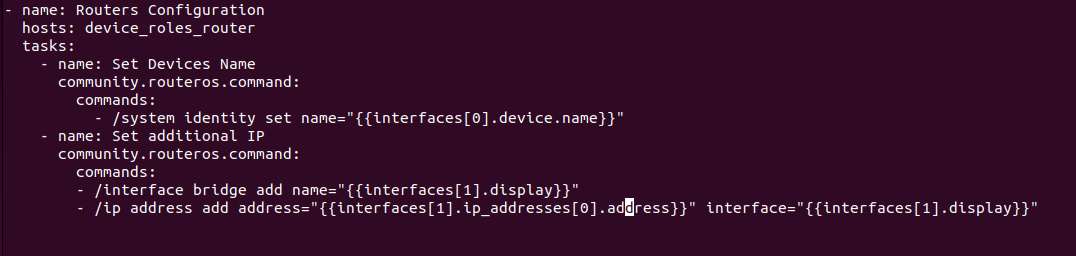 - name: Routers Configuration
  hosts: device_roles_router
  tasks:
    - name: Set Devices Name
      community.routeros.command:
        commands:
          - /system identity set name="{{interfaces[0].device.name}}"
    - name: Set additional IP
      community.routeros.command:
        commands:
        - /interface bridge add name="{{interfaces[1].display}}"
        - /ip address add address="{{interfaces[1].ip_addresses[0].address}}" interface="{{interfaces[1].display}}"